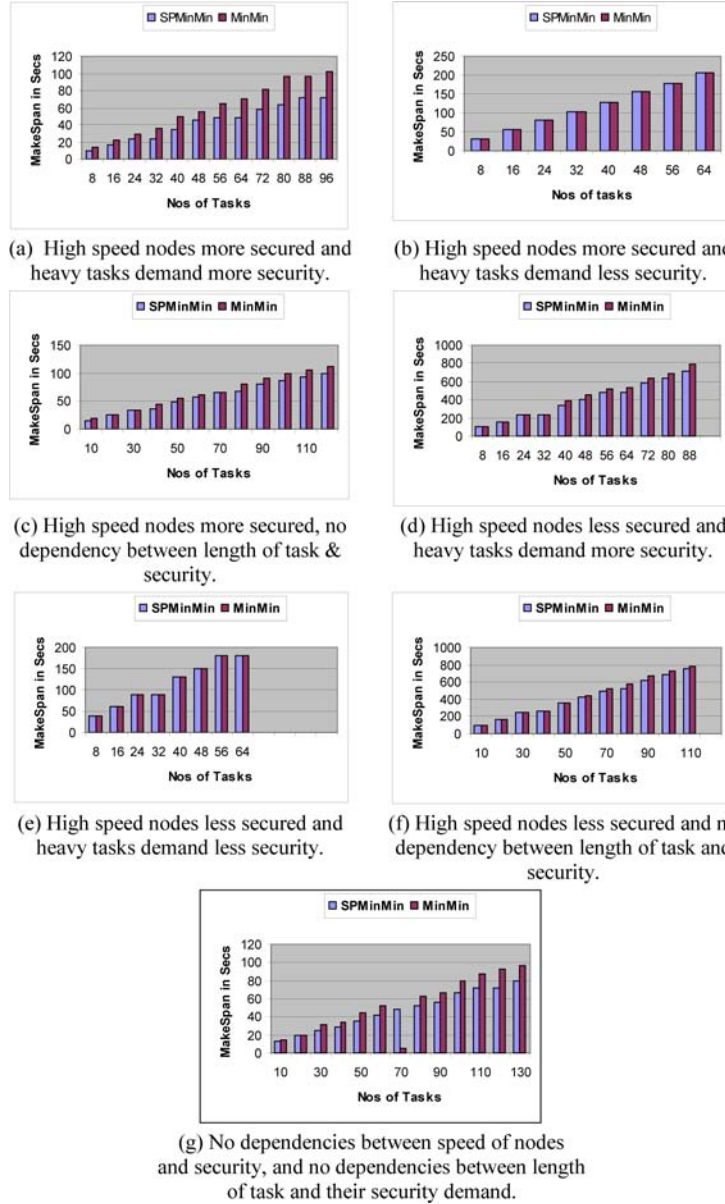 SPMinMin MinMin
MakeSpan in Secs
120
100
80
60
40
20
0
8 16 24 32 40 48 56 64 72 80 88 96
Nos of Tasks
(a) High speed nodes more secured and
heavy tasks demand more security.
SPMinMin MinMin
MakeSpan in Secs
250
200
150
100
50
0
8 16 24 32 40 48 56 64
Nos of tasks
(b) High speed nodes more secured and
heavy tasks demand less security.
SPMinMin MinMin
MakeSpan in Secs
150
100
50
0
10 30 50 70 90 110
Nos of Tasks
(c) High speed nodes more secured, no
dependency between length of task &
security.
SPMinMin MinMin
MakeSpan in Secs
1000
800
600
400
200
0
8 16 24 32 40 48 56 64 72 80 88
Nos of Tasks
(d) High speed nodes less secured and
heavy tasks demand more security.
SPMinMin MinMin
MakeSpan in Secs
200
150
100
50
0
8 16 24 32 40 48 56 64
Nos of Tasks
(e) High speed nodes less secured and
heavy tasks demand less security.
SPMinMin MinMin
MakeSpan in Secs
1000
800
600
400
200
0
10 30 50 70 90 110
Nos of Tasks
(f) High speed nodes less secured and n
dependency between length of task and
security.
SPMinMin MinMin
MakeSpan in Secs
120
100
80
60
40
20
0
10 30 50 70 90 110 130
Nos of Tasks
(g) No dependencies between speed of nodes
and security, and no dependencies between length
of task and their security demand.